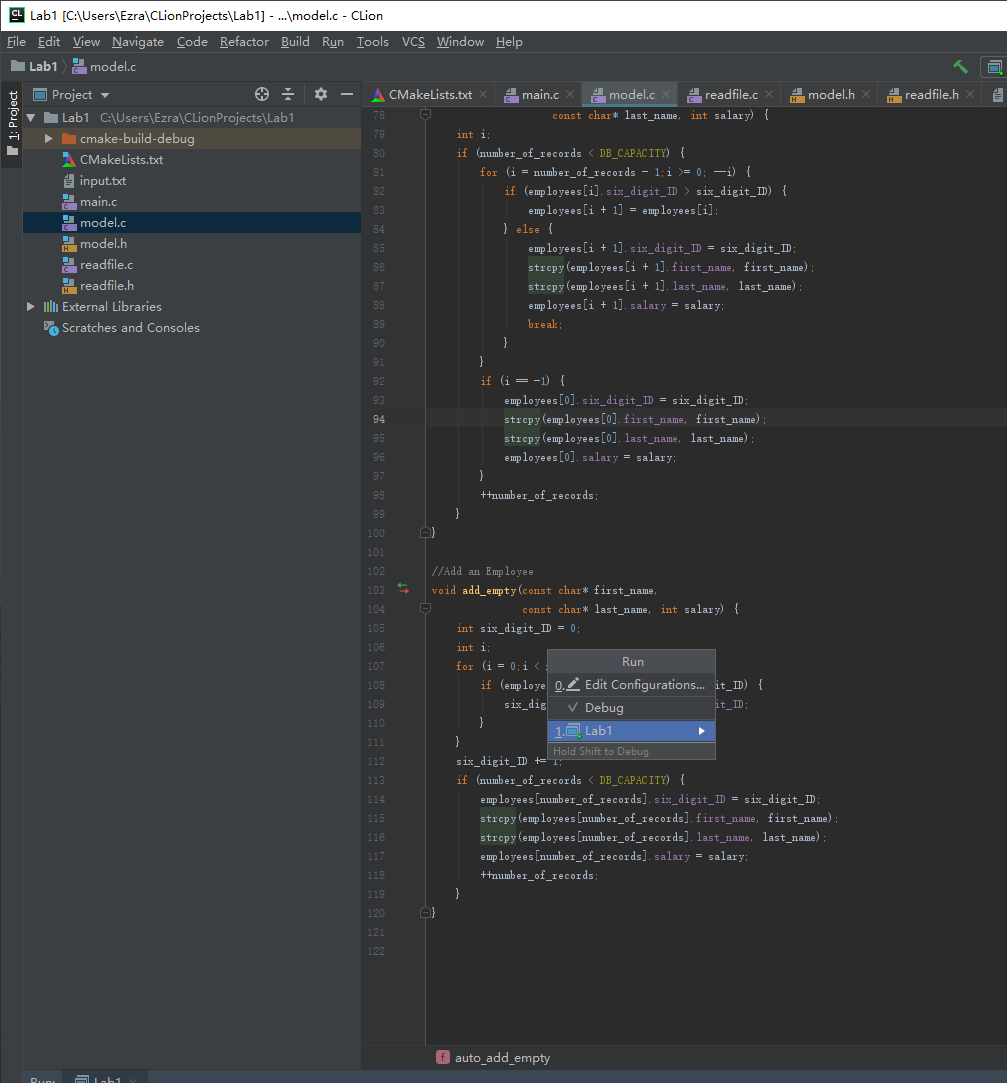 Lab1 [C:\Users\Ezra\CLionProjects\Lab1] - ...\model.c - CLion
File Edit View Navigate Code Refactor Build Run Tools VCS Window Help
Lab1 model.c
1: Project
Project
Lab1 C:\Users\Ezra\CLionProjects\Lab1
cmake-build-debug
CMakeLists.txt
input.txt
main.c
model.c
model.h
readfile.c
readfile.h
External Libraries
Scratches and Consoles
CMakeLists.txt main.c model.c readfile.c model.h readfile.h
78 const char* last_name, int salary) {
79 int i;
80 if (number_of_records < DB_CAPACITY) {
81 for (i = number_of_records - 1;i >= 0; --i) {
82 if (employees[i].six_digit_ID > six_digit_ID) {
83 employees[i + 1] = employees[i];
84 } else {
85 employees[i + 1].six_digit_ID = six_digit_ID;
86 strcpy(employees[i + 1].first_name, first_name);
87 strcpy(employees[i + 1].last_name, last_name);
88 employees[i + 1].salary = salary;
89 break;
90 }
91 }
92 if (i == -1) {
93 employees[0].six_digit_ID = six_digit_ID;
94 strcpy(employees[0].first_name, first_name);
95 strcpy(employees[0].last_name, last_name);
96 employees[0].salary = salary;
97 }
98 ++number_of_records;
99 }
100 }
101
102 //Add an Employee
103 void add_empty(const char* first_name,
104 const char* last_name, int salary) {
105 int six_digit_ID = 0;
106 int i;
107 for (i = 0;i <
108 if (employe it_ID) {
109 six_dig it_ID;
110 }
111 }
112 six_digit_ID += 1;
113 if (number_of_records < DB_CAPACITY) {
114 employees[number_of_records].six_digit_ID = six_digit_ID;
115 strcpy(employees[number_of_records].first_name, first_name);
116 strcpy(employees[number_of_records].last_name, last_name);
117 employees[number_of_records].salary = salary;
118 ++number_of_records;
119 }
120 }
121
122
Run
0. Edit Configurations...
Debug
1. Lab1
Hold Shift to Debug
f auto_add_empty
Run: Lab1